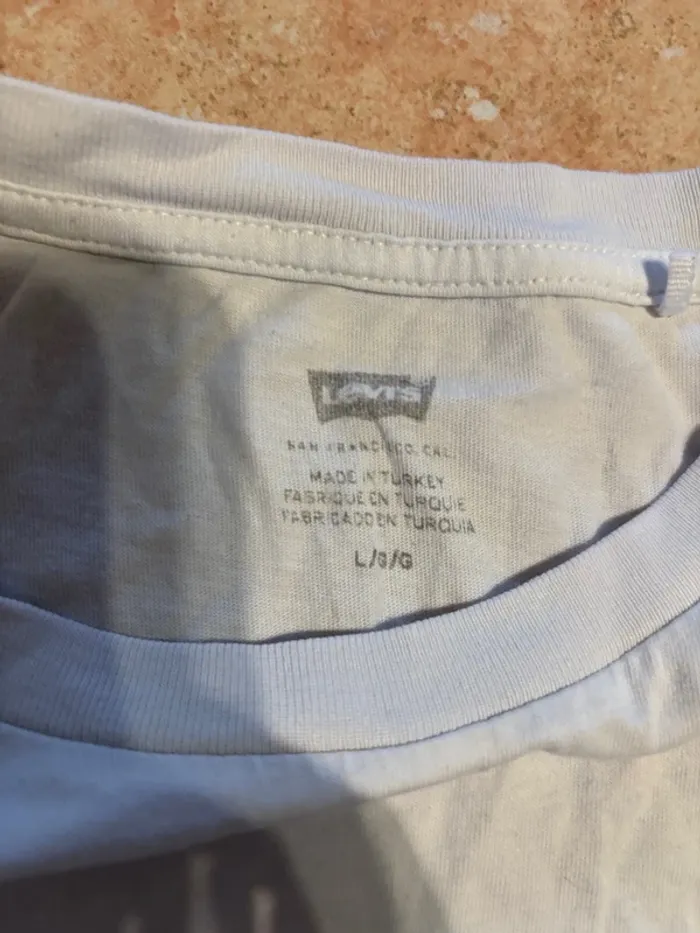 LEVI'S
SAN FRANCISCO, CAL.
MADE IN TURKEY
FABRIQUE EN TURQUIE
FABRICADO EN TURQUIA
L/G/G